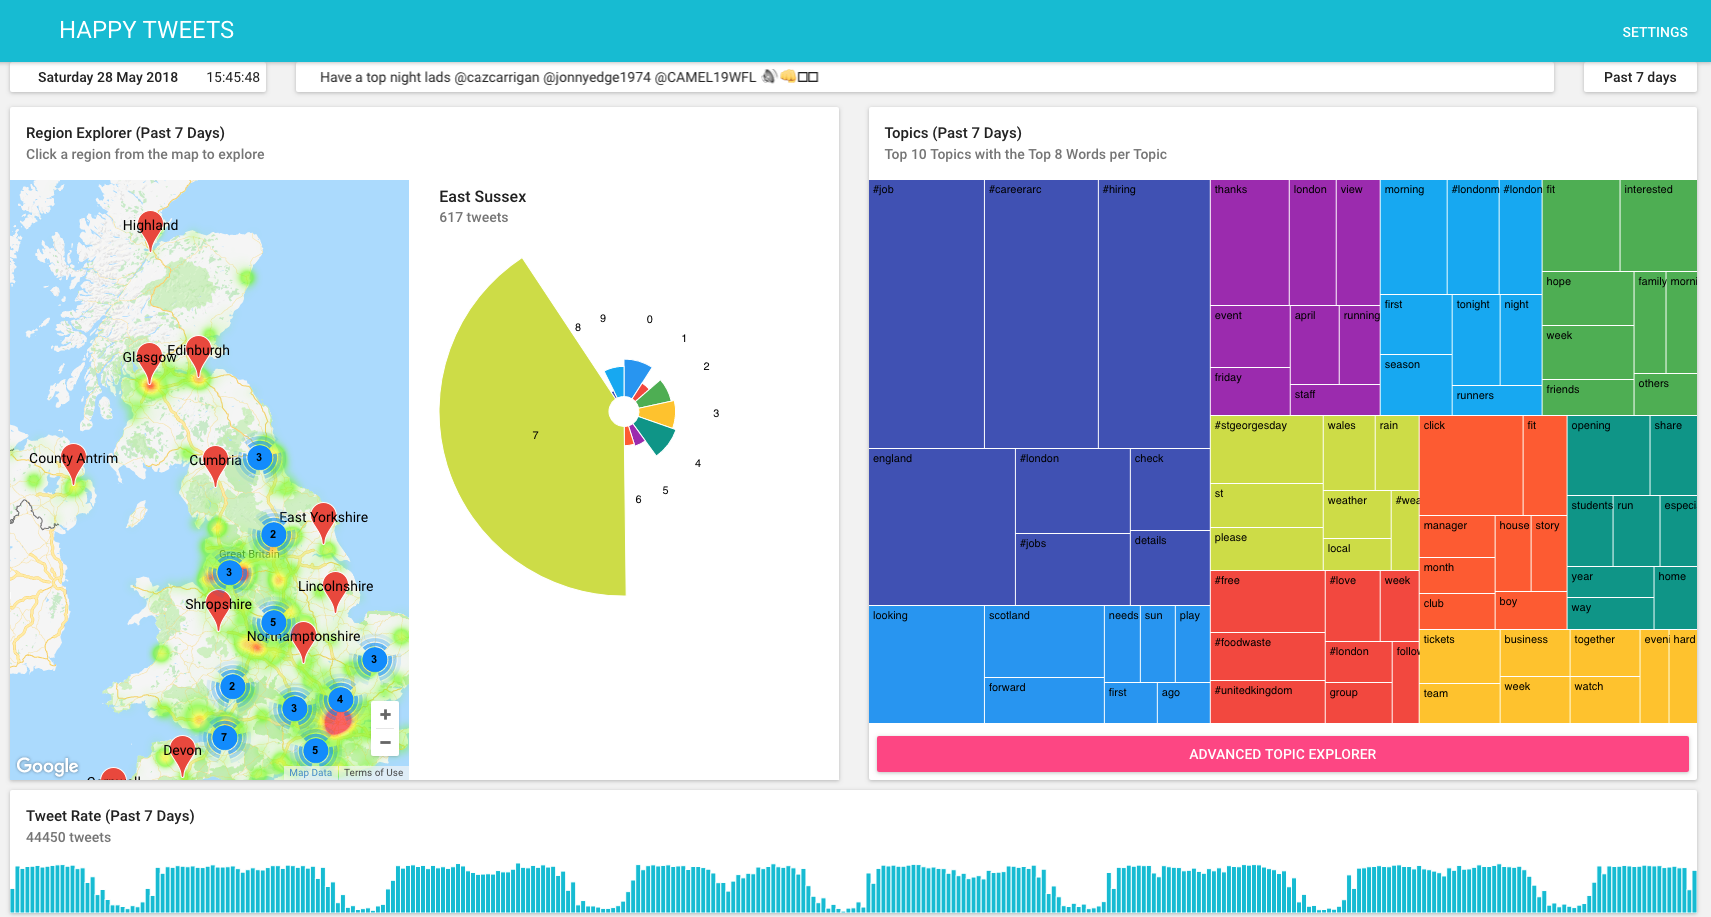 HAPPY TWEETS
SETTINGS
Saturday 28 May 2018 15:45:48
Have a top night lads @cazcarrigan @jonnyedge1974 @CAMEL19WFL
Past 7 days
Region Explorer (Past 7 Days)
Click a region from the map to explore
Highland
Glasgow
Edinburgh
County Antrim
Cumbria
3
East Yorkshire
2
Great Britain
3
Lincolnshire
Shropshire
5
Northamptonshire
3
2
4
3
7
5
Devon
+
−
Google
Map Data
Terms of Use
East Sussex
617 tweets
0
1
2
3
4
5
6
7
8
9
Topics (Past 7 Days)
Top 10 Topics with the Top 8 Words per Topic
#job
#careerarc
#hiring
england
#london
check
#jobs
details
looking
scotland
forward
needs
sun
play
first
ago
thanks
london
view
event
april
running
friday
staff
morning
#londonm
#london
first
tonight
night
season
runners
fit
interested
hope
family
morni
week
friends
others
#stgeorgesday
wales
rain
st
weather
#wea
please
local
#free
#love
week
#foodwaste
#london
follow
#unitedkingdom
group
click
fit
manager
house
story
month
club
boy
opening
share
students
run
especi
year
home
way
tickets
business
together
eveni
hard
team
week
watch
ADVANCED TOPIC EXPLORER
Tweet Rate (Past 7 Days)
44450 tweets